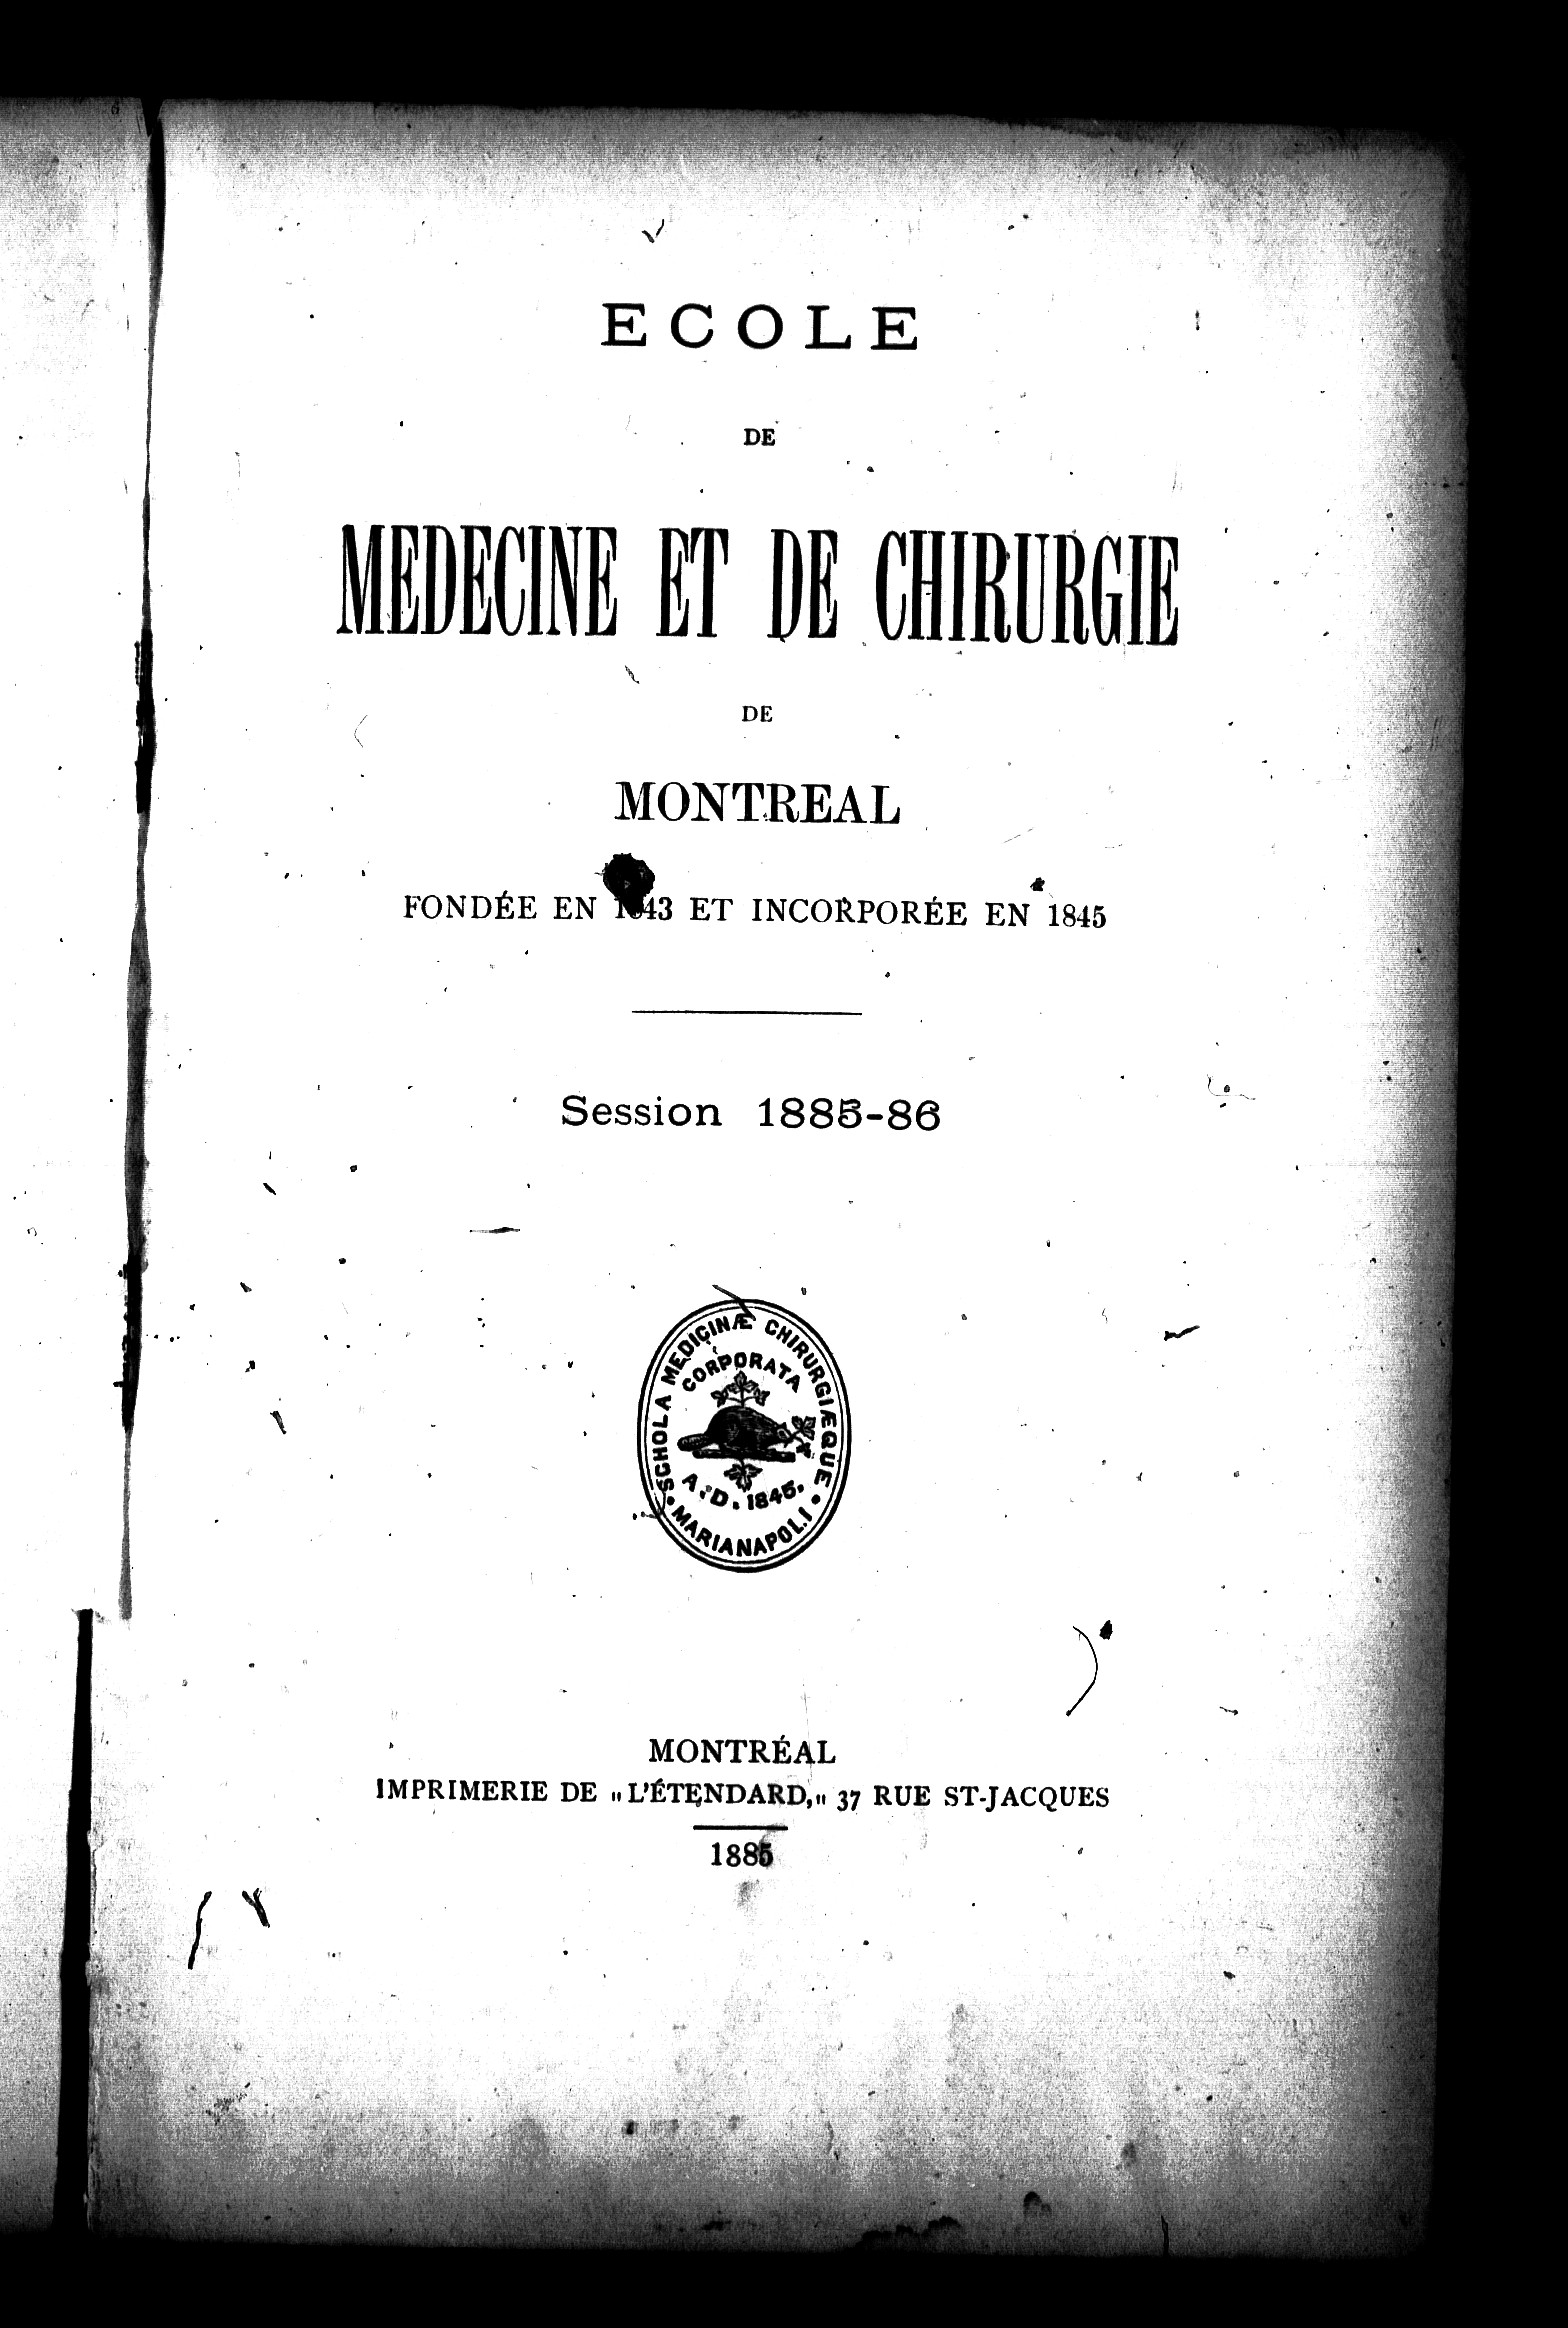 ECOLE
DE
MEDECINE ET DE CHIRURGIE
DE
MONTREAL
FONDÉE EN 1843 ET INCORPORÉE EN 1845
Session 1885-86
SCHOLA MEDICINÆ CHIRURGIÆQUE
CORPORATA
A. D. 1845.
MARIANAPOLI
MONTRÉAL
IMPRIMERIE DE "L'ÉTENDARD," 37 RUE ST-JACQUES
1885